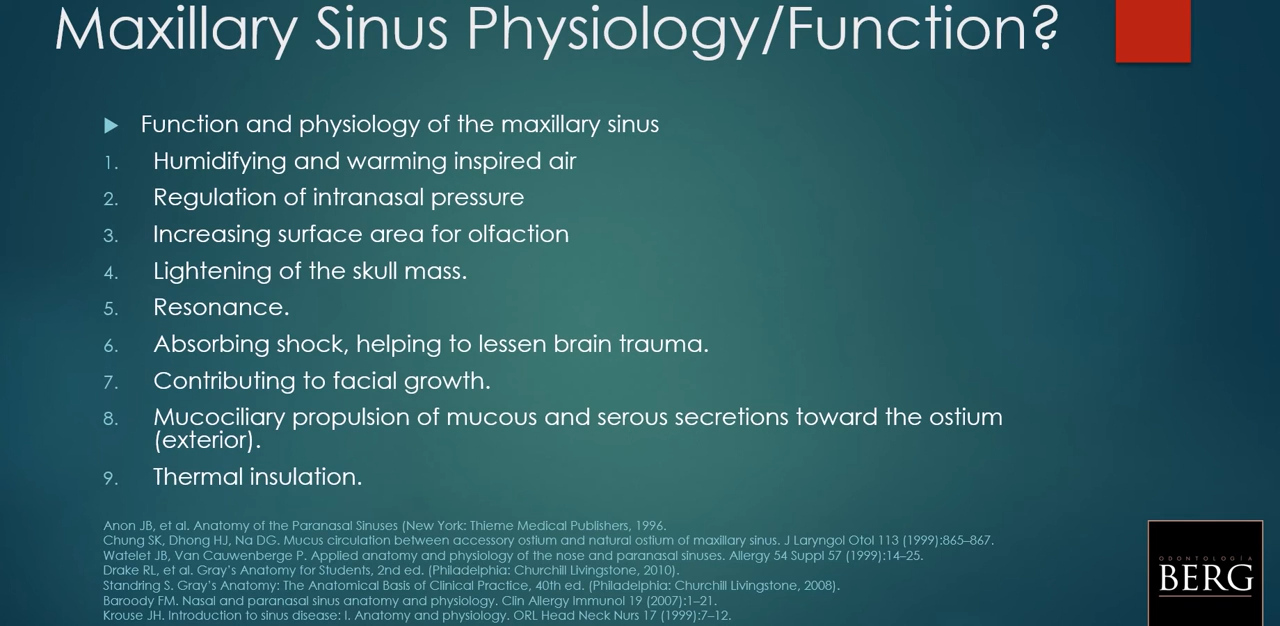 Maxillary Sinus Physiology/Function?
Function and physiology of the maxillary sinus
1. Humidifying and warming inspired air
2. Regulation of intranasal pressure
3. Increasing surface area for olfaction
4. Lightening of the skull mass.
5. Resonance.
6. Absorbing shock, helping to lessen brain trauma.
7. Contributing to facial growth.
8. Mucociliary propulsion of mucous and serous secretions toward the ostium
(exterior).
9. Thermal insulation.
Anon JB, et al. Anatomy of the Paranasal Sinuses (New York: Thieme Medical Publishers, 1996.
Chung SK, Dhong HJ, Na DG. Mucus circulation between accessory ostium and natural ostium of maxillary sinus. J Laryngol Otol 113 (1999):865–867.
Watelet JB, Van Cauwenberge P. Applied anatomy and physiology of the nose and paranasal sinuses. Allergy 54 Suppl 57 (1999):14–25.
Drake RL, et al. Gray's Anatomy for Students, 2nd ed. (Philadelphia: Churchill Livingstone, 2010).
Standring S. Gray's Anatomy: The Anatomical Basis of Clinical Practice, 40th ed. (Philadelphia: Churchill Livingstone, 2008).
Baroody FM. Nasal and paranasal sinus anatomy and physiology. Clin Allergy Immunol 19 (2007):1–21.
Krouse JH. Introduction to sinus disease: I. Anatomy and physiology. ORL Head Neck Nurs 17 (1999):7–12.
ODONTOLOGIA
BERG